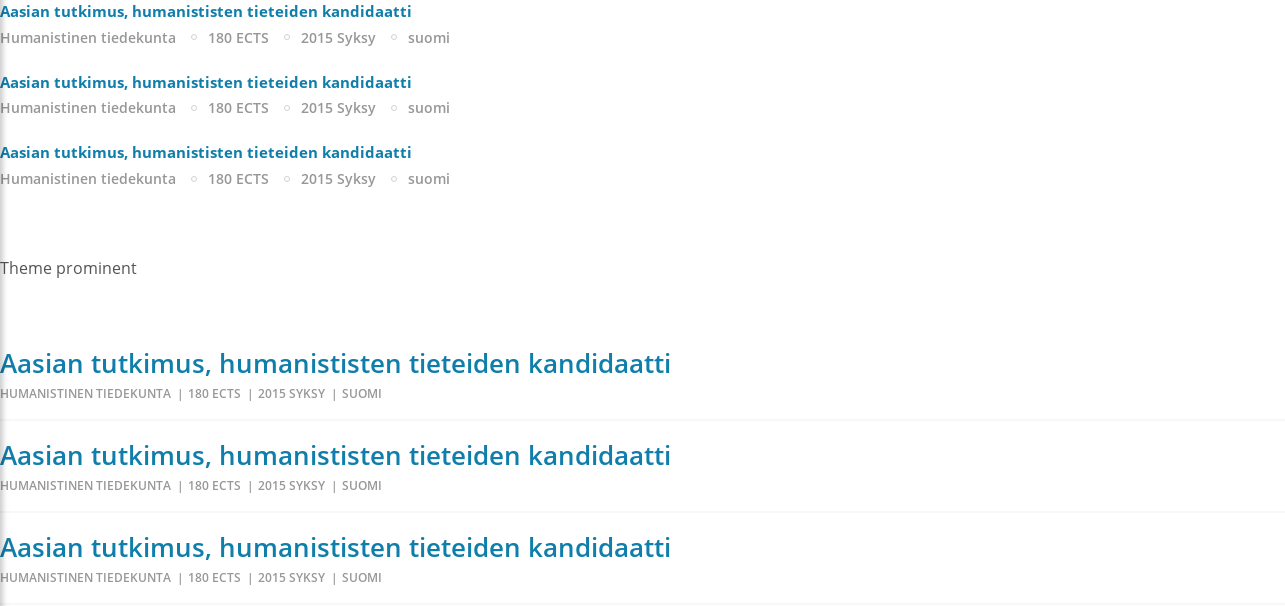 Aasian tutkimus, humanististen tieteiden kandidaatti
Humanistinen tiedekunta 180 ECTS 2015 Syksy suomi
Aasian tutkimus, humanististen tieteiden kandidaatti
Humanistinen tiedekunta 180 ECTS 2015 Syksy suomi
Aasian tutkimus, humanististen tieteiden kandidaatti
Humanistinen tiedekunta 180 ECTS 2015 Syksy suomi
Theme prominent
Aasian tutkimus, humanististen tieteiden kandidaatti
HUMANISTINEN TIEDEKUNTA | 180 ECTS | 2015 SYKSY | SUOMI
Aasian tutkimus, humanististen tieteiden kandidaatti
HUMANISTINEN TIEDEKUNTA | 180 ECTS | 2015 SYKSY | SUOMI
Aasian tutkimus, humanististen tieteiden kandidaatti
HUMANISTINEN TIEDEKUNTA | 180 ECTS | 2015 SYKSY | SUOMI